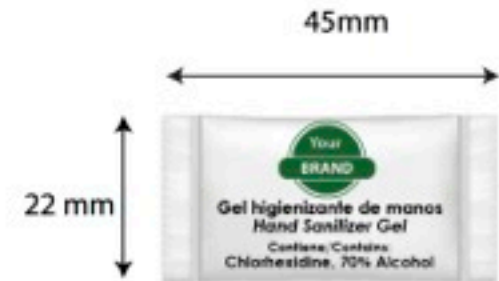 45mm
22 mm
Your
BRAND
Gel higienizante de manos
Hand Sanitizer Gel
Contiene/Contains:
Chlorhexidine, 70% Alcohol